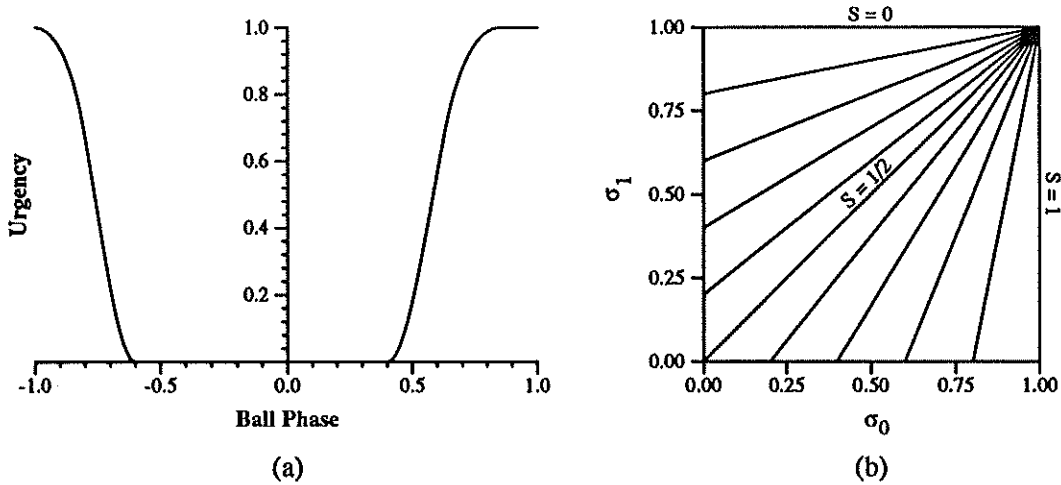 Urgency
1.0
0.8
0.6
0.4
0.2
-1.0 -0.5 0.0 0.5 1.0
Ball Phase
(a)
S = 0
σ1
1.00
0.75
0.50
0.25
0.00
S = 1/2
S = 1
0.00 0.25 0.50 0.75 1.00
σ0
(b)